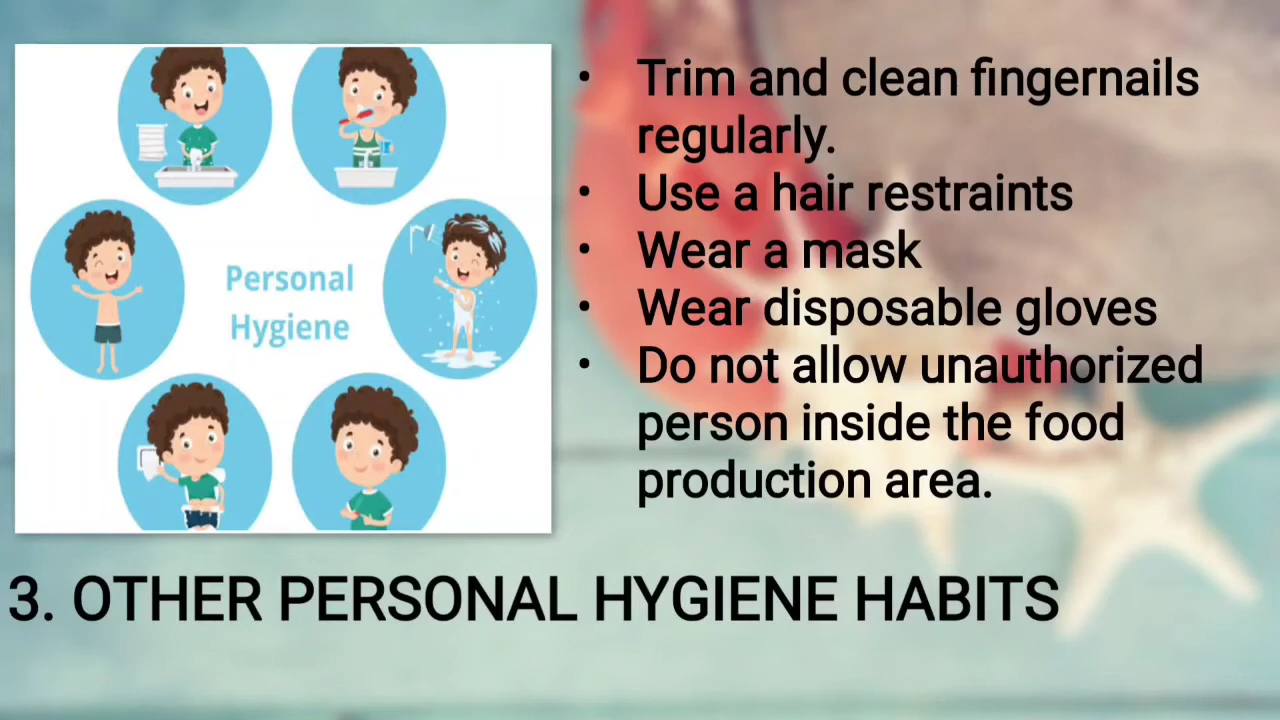 Personal
Hygiene
• Trim and clean fingernails
regularly.
• Use a hair restraints
• Wear a mask
• Wear disposable gloves
• Do not allow unauthorized
person inside the food
production area.
3. OTHER PERSONAL HYGIENE HABITS